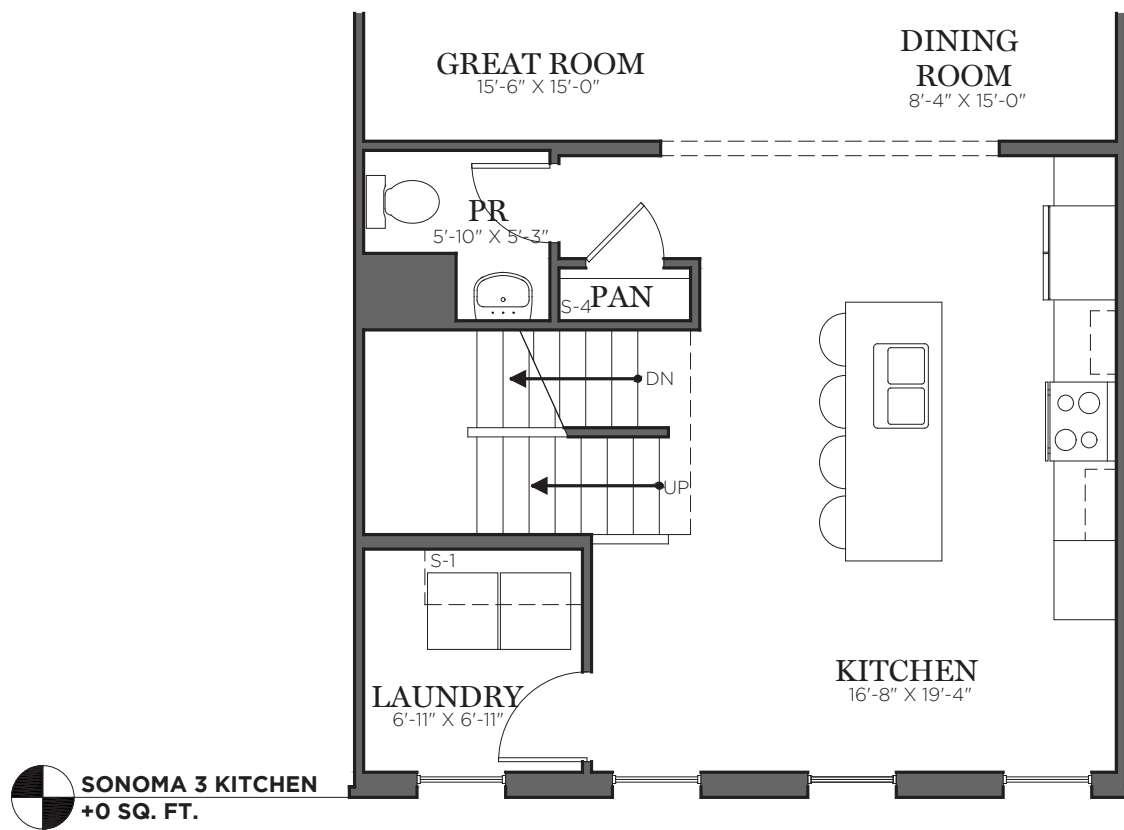 GREAT ROOM
15'-6" X 15'-0"
DINING
ROOM
8'-4" X 15'-0"
PR
5'-10" X 5'-3"
S-4
PAN
DN
UP
S-1
LAUNDRY
6'-11" X 6'-11"
KITCHEN
16'-8" X 19'-4"
SONOMA 3 KITCHEN
+0 SQ. FT.